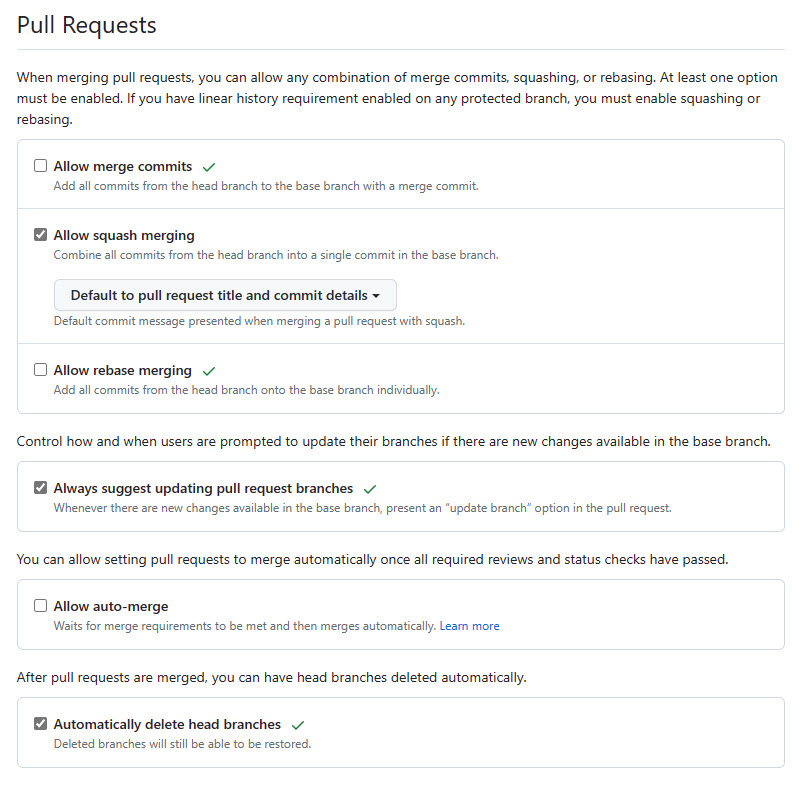 Pull Requests
When merging pull requests, you can allow any combination of merge commits, squashing, or rebasing. At least one option
must be enabled. If you have linear history requirement enabled on any protected branch, you must enable squashing or
rebasing.
Allow merge commits
Add all commits from the head branch to the base branch with a merge commit.
Allow squash merging
Combine all commits from the head branch into a single commit in the base branch.
Default to pull request title and commit details
Default commit message presented when merging a pull request with squash.
Allow rebase merging
Add all commits from the head branch onto the base branch individually.
Control how and when users are prompted to update their branches if there are new changes available in the base branch.
Always suggest updating pull request branches
Whenever there are new changes available in the base branch, present an “update branch” option in the pull request.
You can allow setting pull requests to merge automatically once all required reviews and status checks have passed.
Allow auto-merge
Waits for merge requirements to be met and then merges automatically. Learn more
After pull requests are merged, you can have head branches deleted automatically.
Automatically delete head branches
Deleted branches will still be able to be restored.